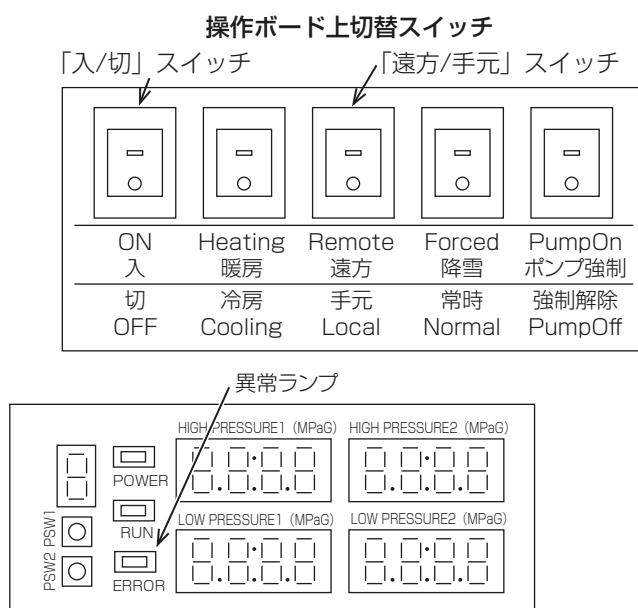 操作ボード上切替スイッチ
「入/切」スイッチ 「遠方/手元」スイッチ
ON Heating Remote Forced PumpOn
入 暖房 遠方 降雪 ポンプ強制
切 冷房 手元 常時 強制解除
OFF Cooling Local Normal PumpOff
異常ランプ
HIGH PRESSURE1 (MPaG) HIGH PRESSURE2 (MPaG)
POWER
PSW1
RUN
LOW PRESSURE1 (MPaG) LOW PRESSURE2 (MPaG)
PSW2
ERROR